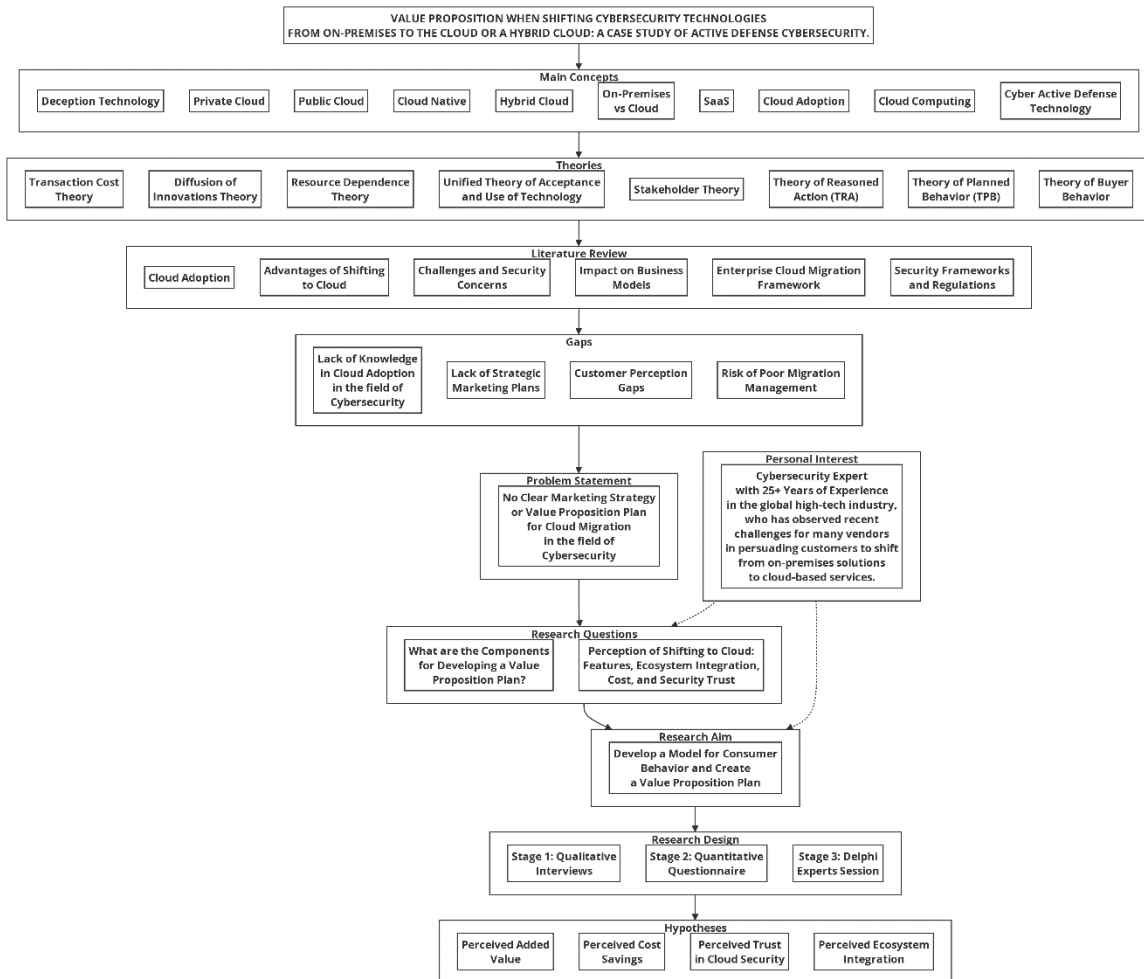 VALUE PROPOSITION WHEN SHIFTING CYBERSECURITY TECHNOLOGIES
FROM ON-PREMISES TO THE CLOUD OR A HYBRID CLOUD: A CASE STUDY OF ACTIVE DEFENSE CYBERSECURITY.
Main Concepts
Deception Technology
Private Cloud
Public Cloud
Cloud Native
Hybrid Cloud
On-Premises
vs Cloud
SaaS
Cloud Adoption
Cloud Computing
Cyber Active Defense
Technology
Theories
Transaction Cost
Theory
Diffusion of
Innovations Theory
Resource Dependence
Theory
Unified Theory of Acceptance
and Use of Technology
Stakeholder Theory
Theory of Reasoned
Action (TRA)
Theory of Planned
Behavior (TPB)
Theory of Buyer
Behavior
Literature Review
Cloud Adoption
Advantages of Shifting
to Cloud
Challenges and Security
Concerns
Impact on Business
Models
Enterprise Cloud Migration
Framework
Security Frameworks
and Regulations
Gaps
Lack of Knowledge
in Cloud Adoption
in the field of
Cybersecurity
Lack of Strategic
Marketing Plans
Customer Perception
Gaps
Risk of Poor Migration
Management
Personal Interest
Cybersecurity Expert
with 25+ Years of Experience
in the global high-tech industry,
who has observed recent
challenges for many vendors
in persuading customers to shift
from on-premises solutions
to cloud-based services.
Problem Statement
No Clear Marketing Strategy
or Value Proposition Plan
for Cloud Migration
in the field of
Cybersecurity
Research Questions
What are the Components
for Developing a Value
Proposition Plan?
Perception of Shifting to Cloud:
Features, Ecosystem Integration,
Cost, and Security Trust
Research Aim
Develop a Model for Consumer
Behavior and Create
a Value Proposition Plan
Research Design
Stage 1: Qualitative
Interviews
Stage 2: Quantitative
Questionnaire
Stage 3: Delphi
Experts Session
Hypotheses
Perceived Added
Value
Perceived Cost
Savings
Perceived Trust
in Cloud Security
Perceived Ecosystem
Integration